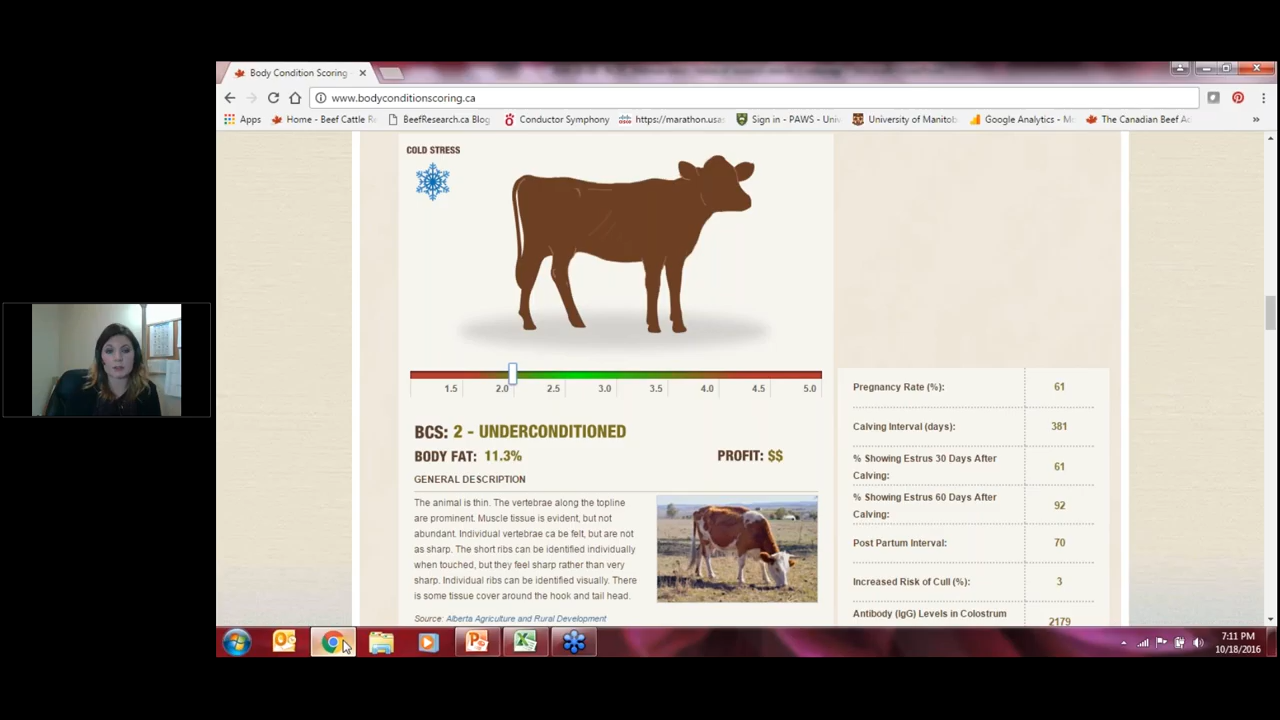 Body Condition Scoring
www.bodyconditionscoring.ca
Apps
Home - Beef Cattle Re
BeefResearch.ca Blog
Conductor Symphony
https://marathon.usas
Sign in - PAWS - Univ
University of Manitob
Google Analytics - Mo
The Canadian Beef Ad
COLD STRESS
1.5 2.0 2.5 3.0 3.5 4.0 4.5 5.0
BCS: 2 - UNDERCONDITIONED
BODY FAT: 11.3%
PROFIT: $$
GENERAL DESCRIPTION
The animal is thin. The vertebrae along the topline
are prominent. Muscle tissue is evident, but not
abundant. Individual vertebrae ca be felt, but are not
as sharp. The short ribs can be identified individually
when touched, but they feel sharp rather than very
sharp. Individual ribs can be identified visually. There
is some tissue cover around the hook and tail head.
Source: Alberta Agriculture and Rural Development
Pregnancy Rate (%): 61
Calving Interval (days): 381
% Showing Estrus 30 Days After
Calving: 61
% Showing Estrus 60 Days After
Calving: 92
Post Partum Interval: 70
Increased Risk of Cull (%): 3
Antibody (IgG) Levels in Colostrum
2179
7:11 PM
10/18/2016